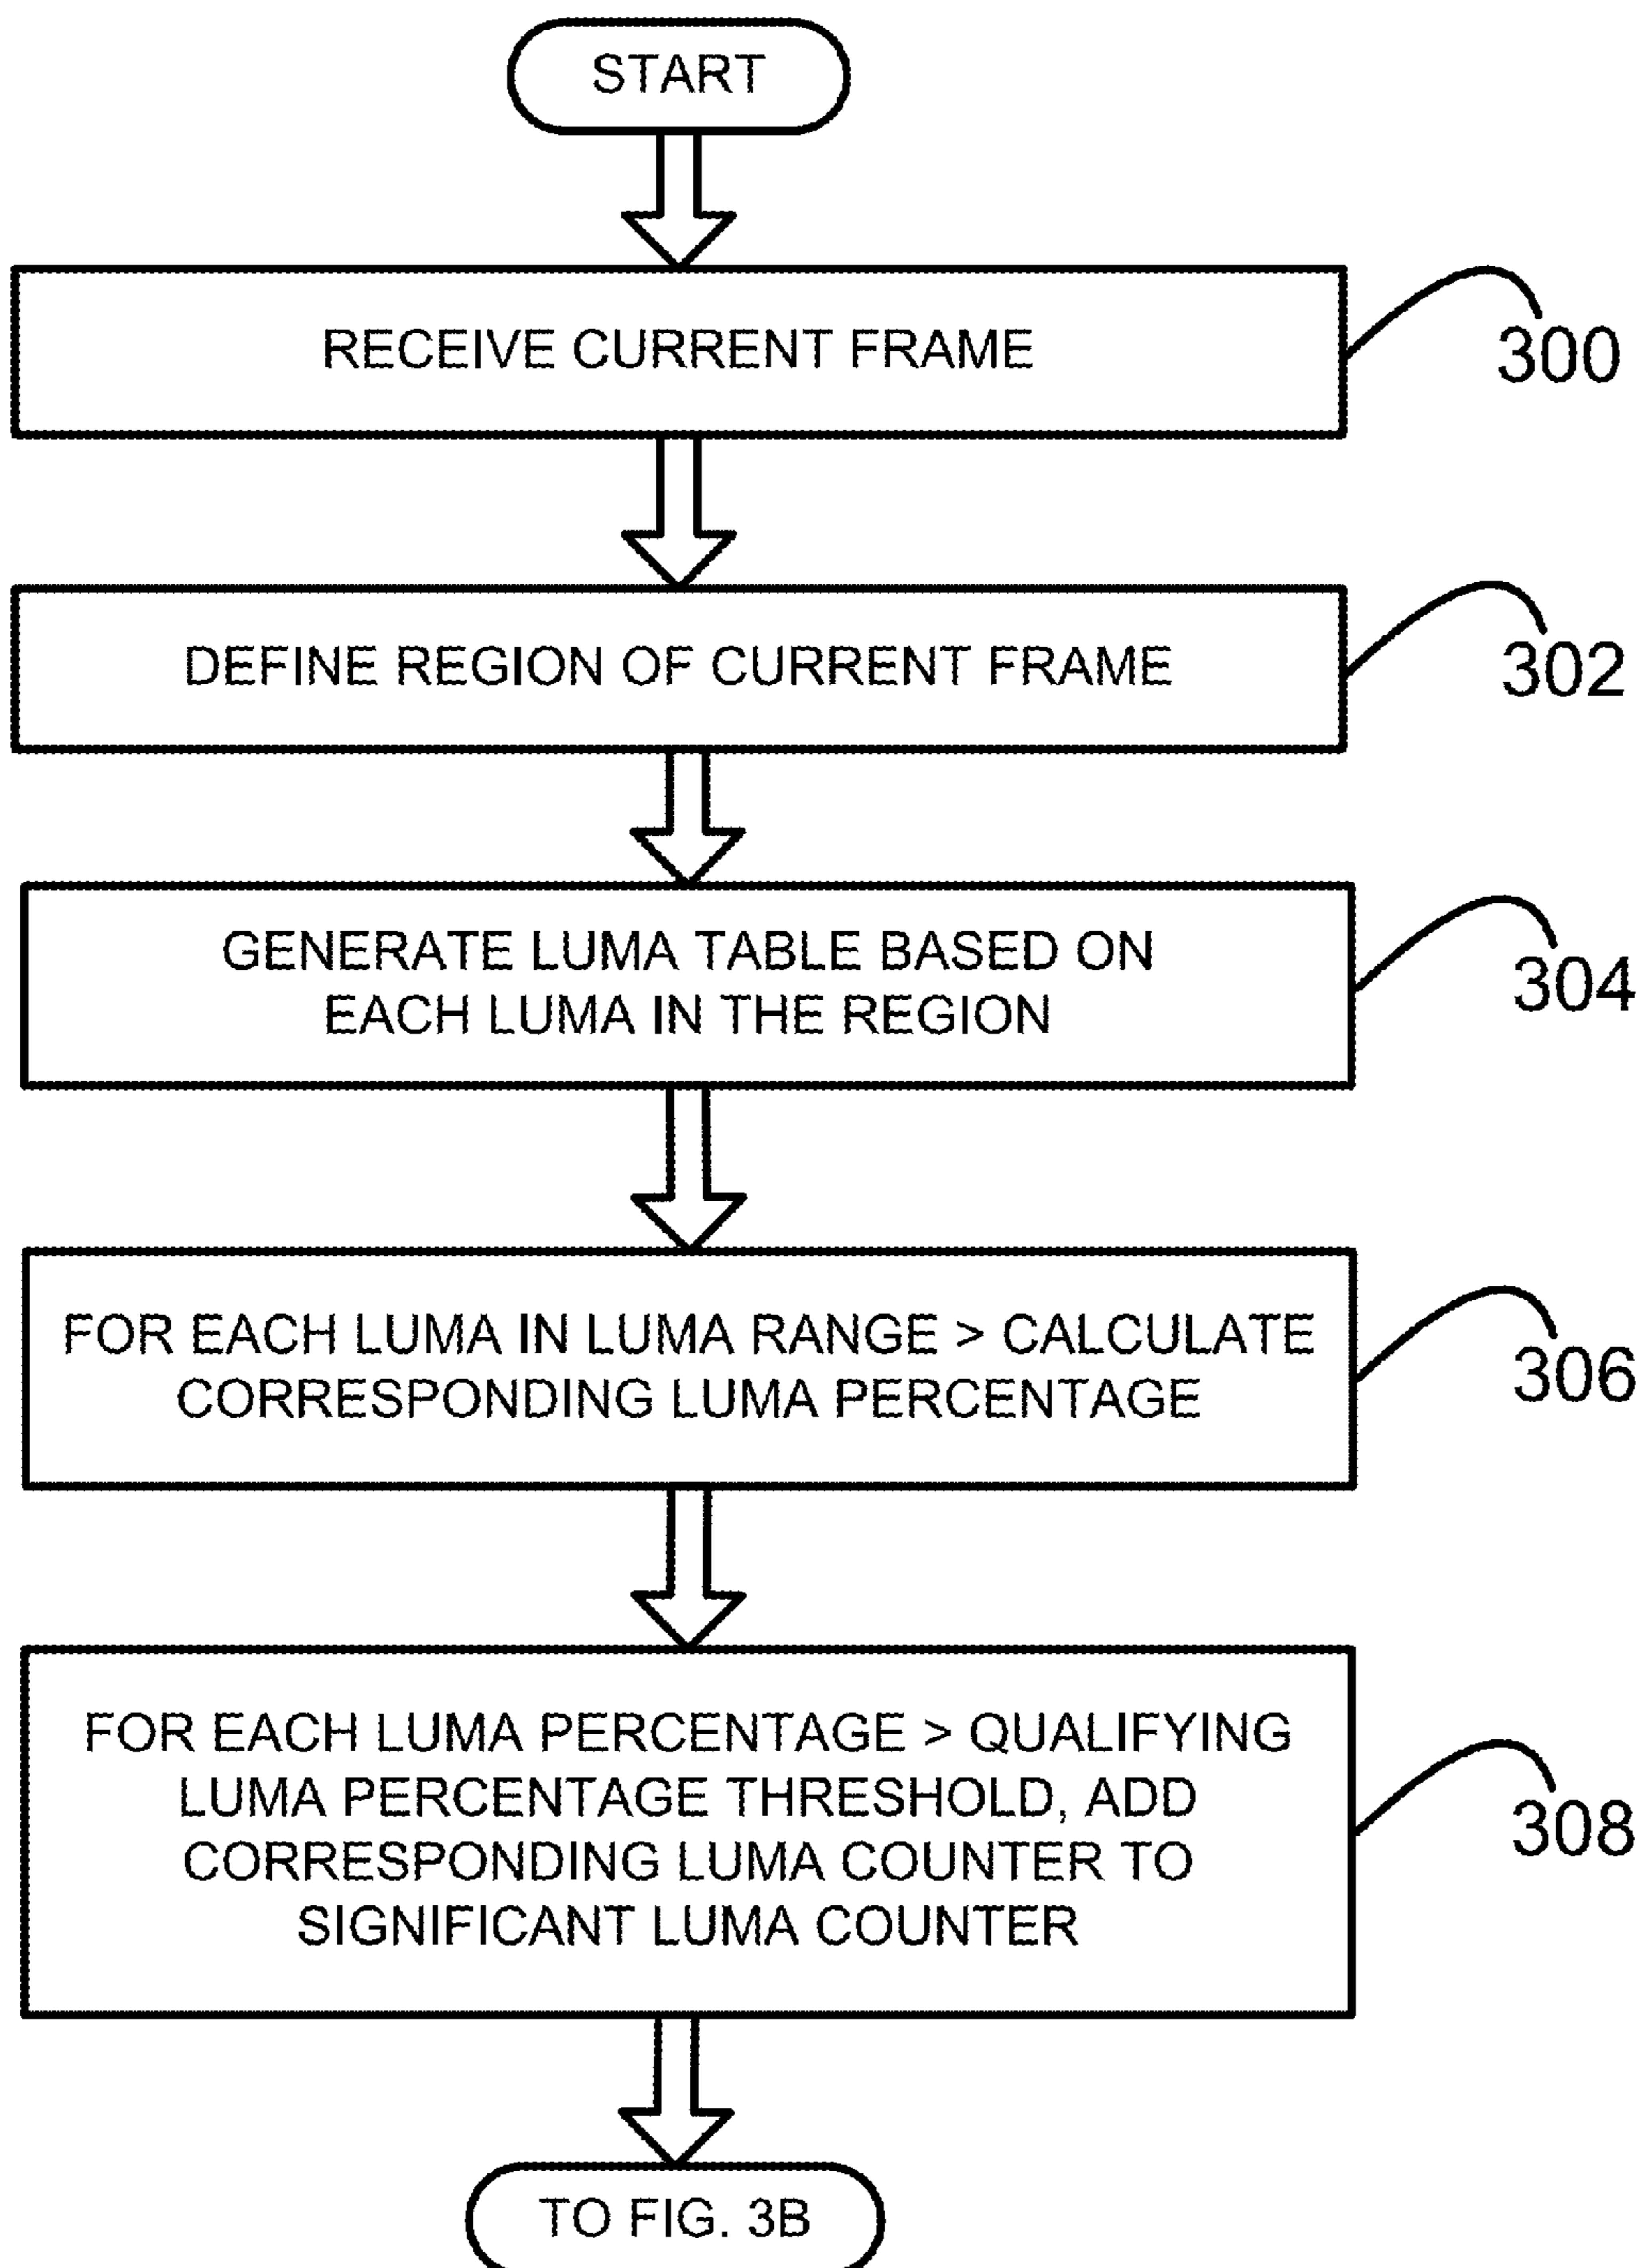 START
RECEIVE CURRENT FRAME
300
DEFINE REGION OF CURRENT FRAME
302
GENERATE LUMA TABLE BASED ON
EACH LUMA IN THE REGION
304
FOR EACH LUMA IN LUMA RANGE > CALCULATE
CORRESPONDING LUMA PERCENTAGE
306
FOR EACH LUMA PERCENTAGE > QUALIFYING
LUMA PERCENTAGE THRESHOLD, ADD
CORRESPONDING LUMA COUNTER TO
SIGNIFICANT LUMA COUNTER
308
TO FIG. 3B